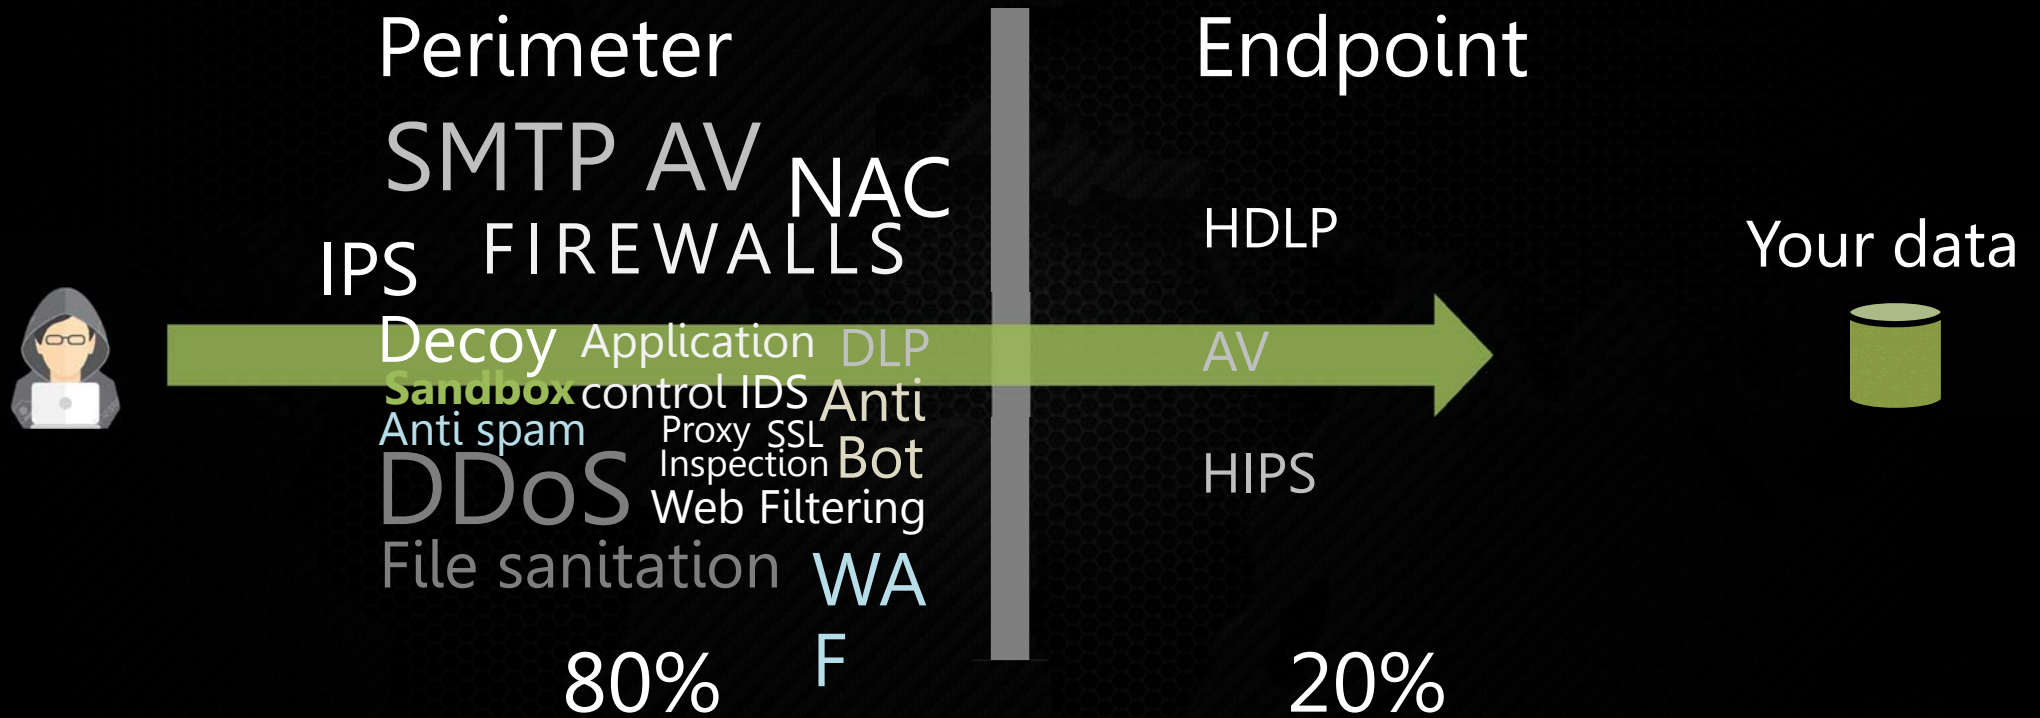 Perimeter
Endpoint
SMTP AV
NAC
FIREWALLS
IPS
HDLP
Your data
Decoy
Application
control
DLP
AV
Sandbox
IDS
Anti
Bot
Anti spam
Proxy
SSL
Inspection
DDoS
Web Filtering
HIPS
File sanitation
WA
F
80%
20%